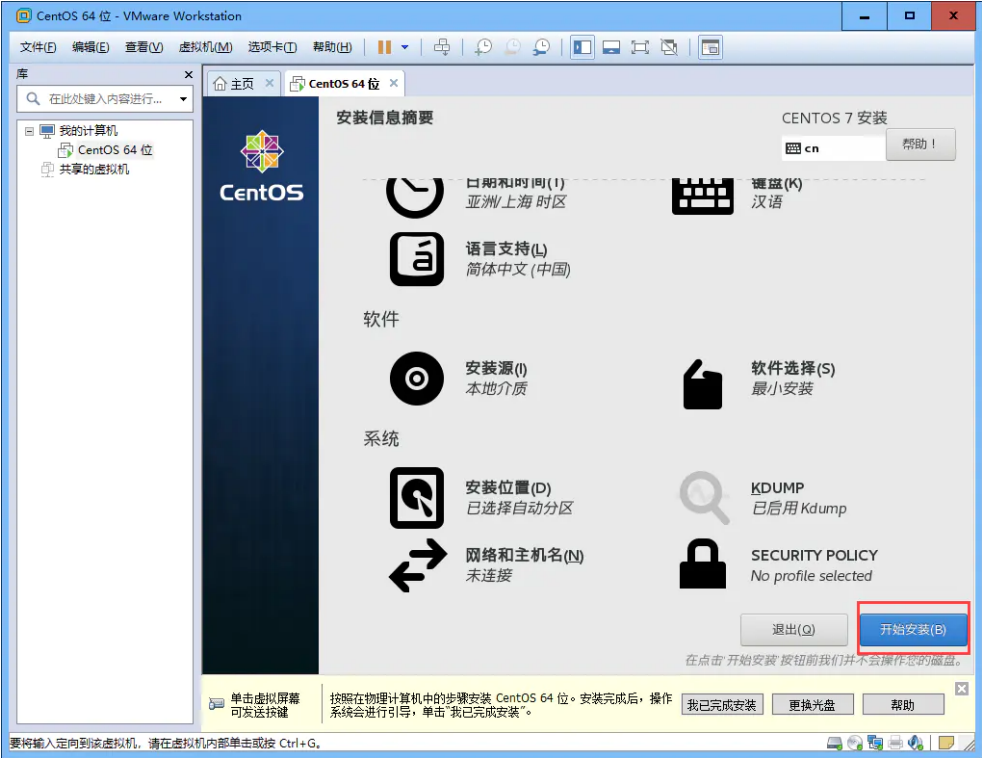 CentOS 64 位 - VMware Workstation
文件(F) 编辑(E) 查看(V) 虚拟机(M) 选项卡(T) 帮助(H)
库
在此处键入内容进行...
我的计算机
CentOS 64 位
共享的虚拟机
主页 CentOS 64 位
CentOS
安装信息摘要
CENTOS 7 安装
cn
帮助！
日期和时间(T)
亚洲/上海 时区
键盘(K)
汉语
语言支持(L)
简体中文 (中国)
软件
安装源(I)
本地介质
软件选择(S)
最小安装
系统
安装位置(D)
已选择自动分区
KDUMP
已启用 Kdump
网络和主机名(N)
未连接
SECURITY POLICY
No profile selected
退出(Q)
开始安装(B)
在点击'开始安装'按钮前我们并不会操作您的磁盘。
单击虚拟屏幕
可发送按键
按照在物理计算机中的步骤安装 CentOS 64 位。安装完成后，操作
系统会进行引导，单击“我已完成安装”。
我已完成安装
更换光盘
帮助
要将输入定向到该虚拟机，请在虚拟机内部单击或按 Ctrl+G。